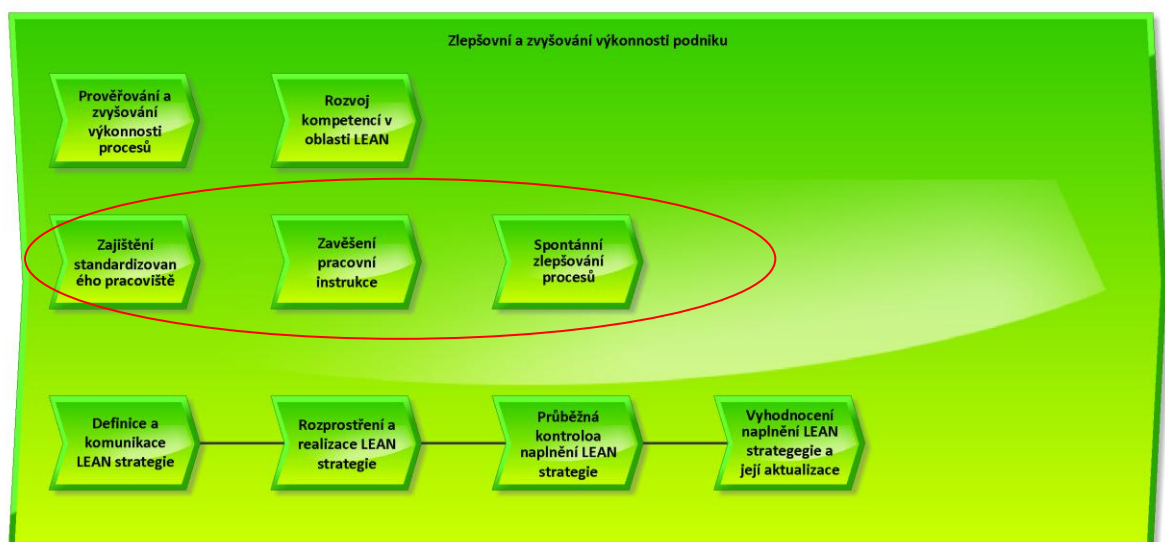 Zlepšovní a zvyšování výkonnosti podniku
Prověřování a
zvyšování
výkonnosti
procesů
Rozvoj
kompetencí v
oblasti LEAN
Zajištění
standardizovan
ého pracoviště
Zavěšení
pracovní
instrukce
Spontánní
zlepšování
procesů
Definice a
komunikace
LEAN strategie
Rozprostření a
realizace LEAN
strategie
Průběžná
kontroloa
naplnění LEAN
strategie
Vyhodnocení
naplnění LEAN
strategegie a
její aktualizace